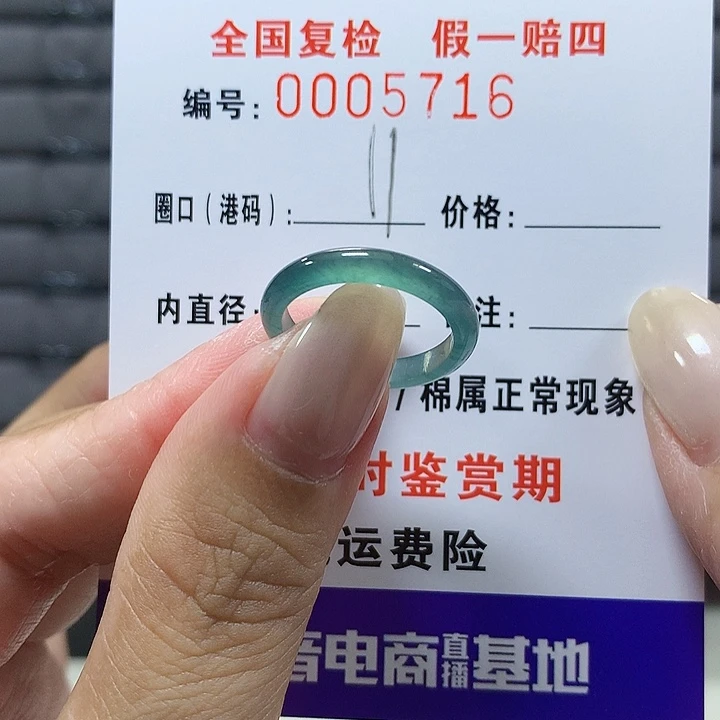 全国复检 假一赔四
编号: 0005716
圈口（港码）: 11 价格:
内直径: 注:
/ 棉属正常现象
时鉴赏期
运费险
音电商直播基地